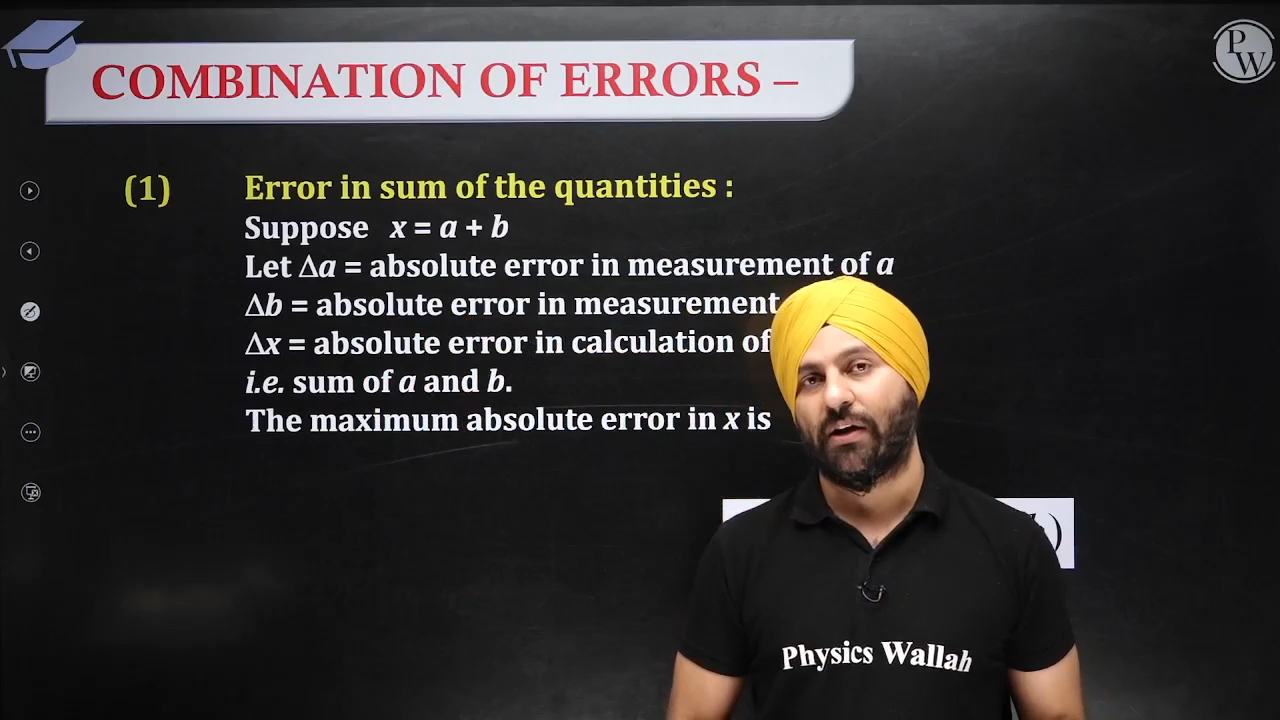 PW
COMBINATION OF ERRORS –
(1) Error in sum of the quantities :
Suppose x = a + b
Let Δa = absolute error in measurement of a
Δb = absolute error in measurement
Δx = absolute error in calculation of
i.e. sum of a and b.
The maximum absolute error in x is
)
Physics Wallah